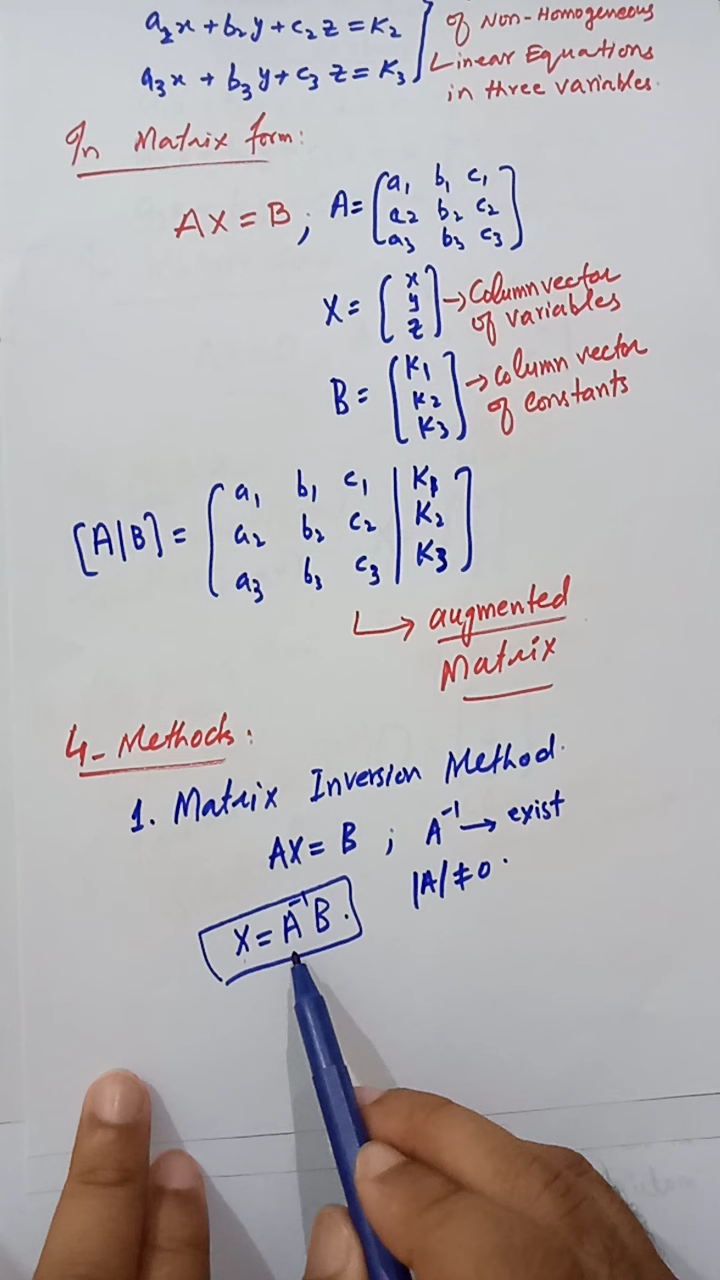 a₂x + b₂y + c₂z = K₂ } of Non-Homogeneous
a₃x + b₃y + c₃z = K₃ Linear Equations
in three variables.
In Matrix form:
AX = B ; A = [a₁ b₁ c₁
a₂ b₂ c₂
a₃ b₃ c₃]
X = [x
y
z] → Column vector
of variables
B = [K₁
K₂
K₃] → column vector
of constants
[A|B] = [a₁ b₁ c₁ | K₁
a₂ b₂ c₂ | K₂
a₃ b₃ c₃ | K₃]
↳ augmented
Matrix
4- Methods:
1. Matrix Inversion Method.
AX = B ; A⁻¹ → exist
|A| ≠ 0.
X = A⁻¹B.